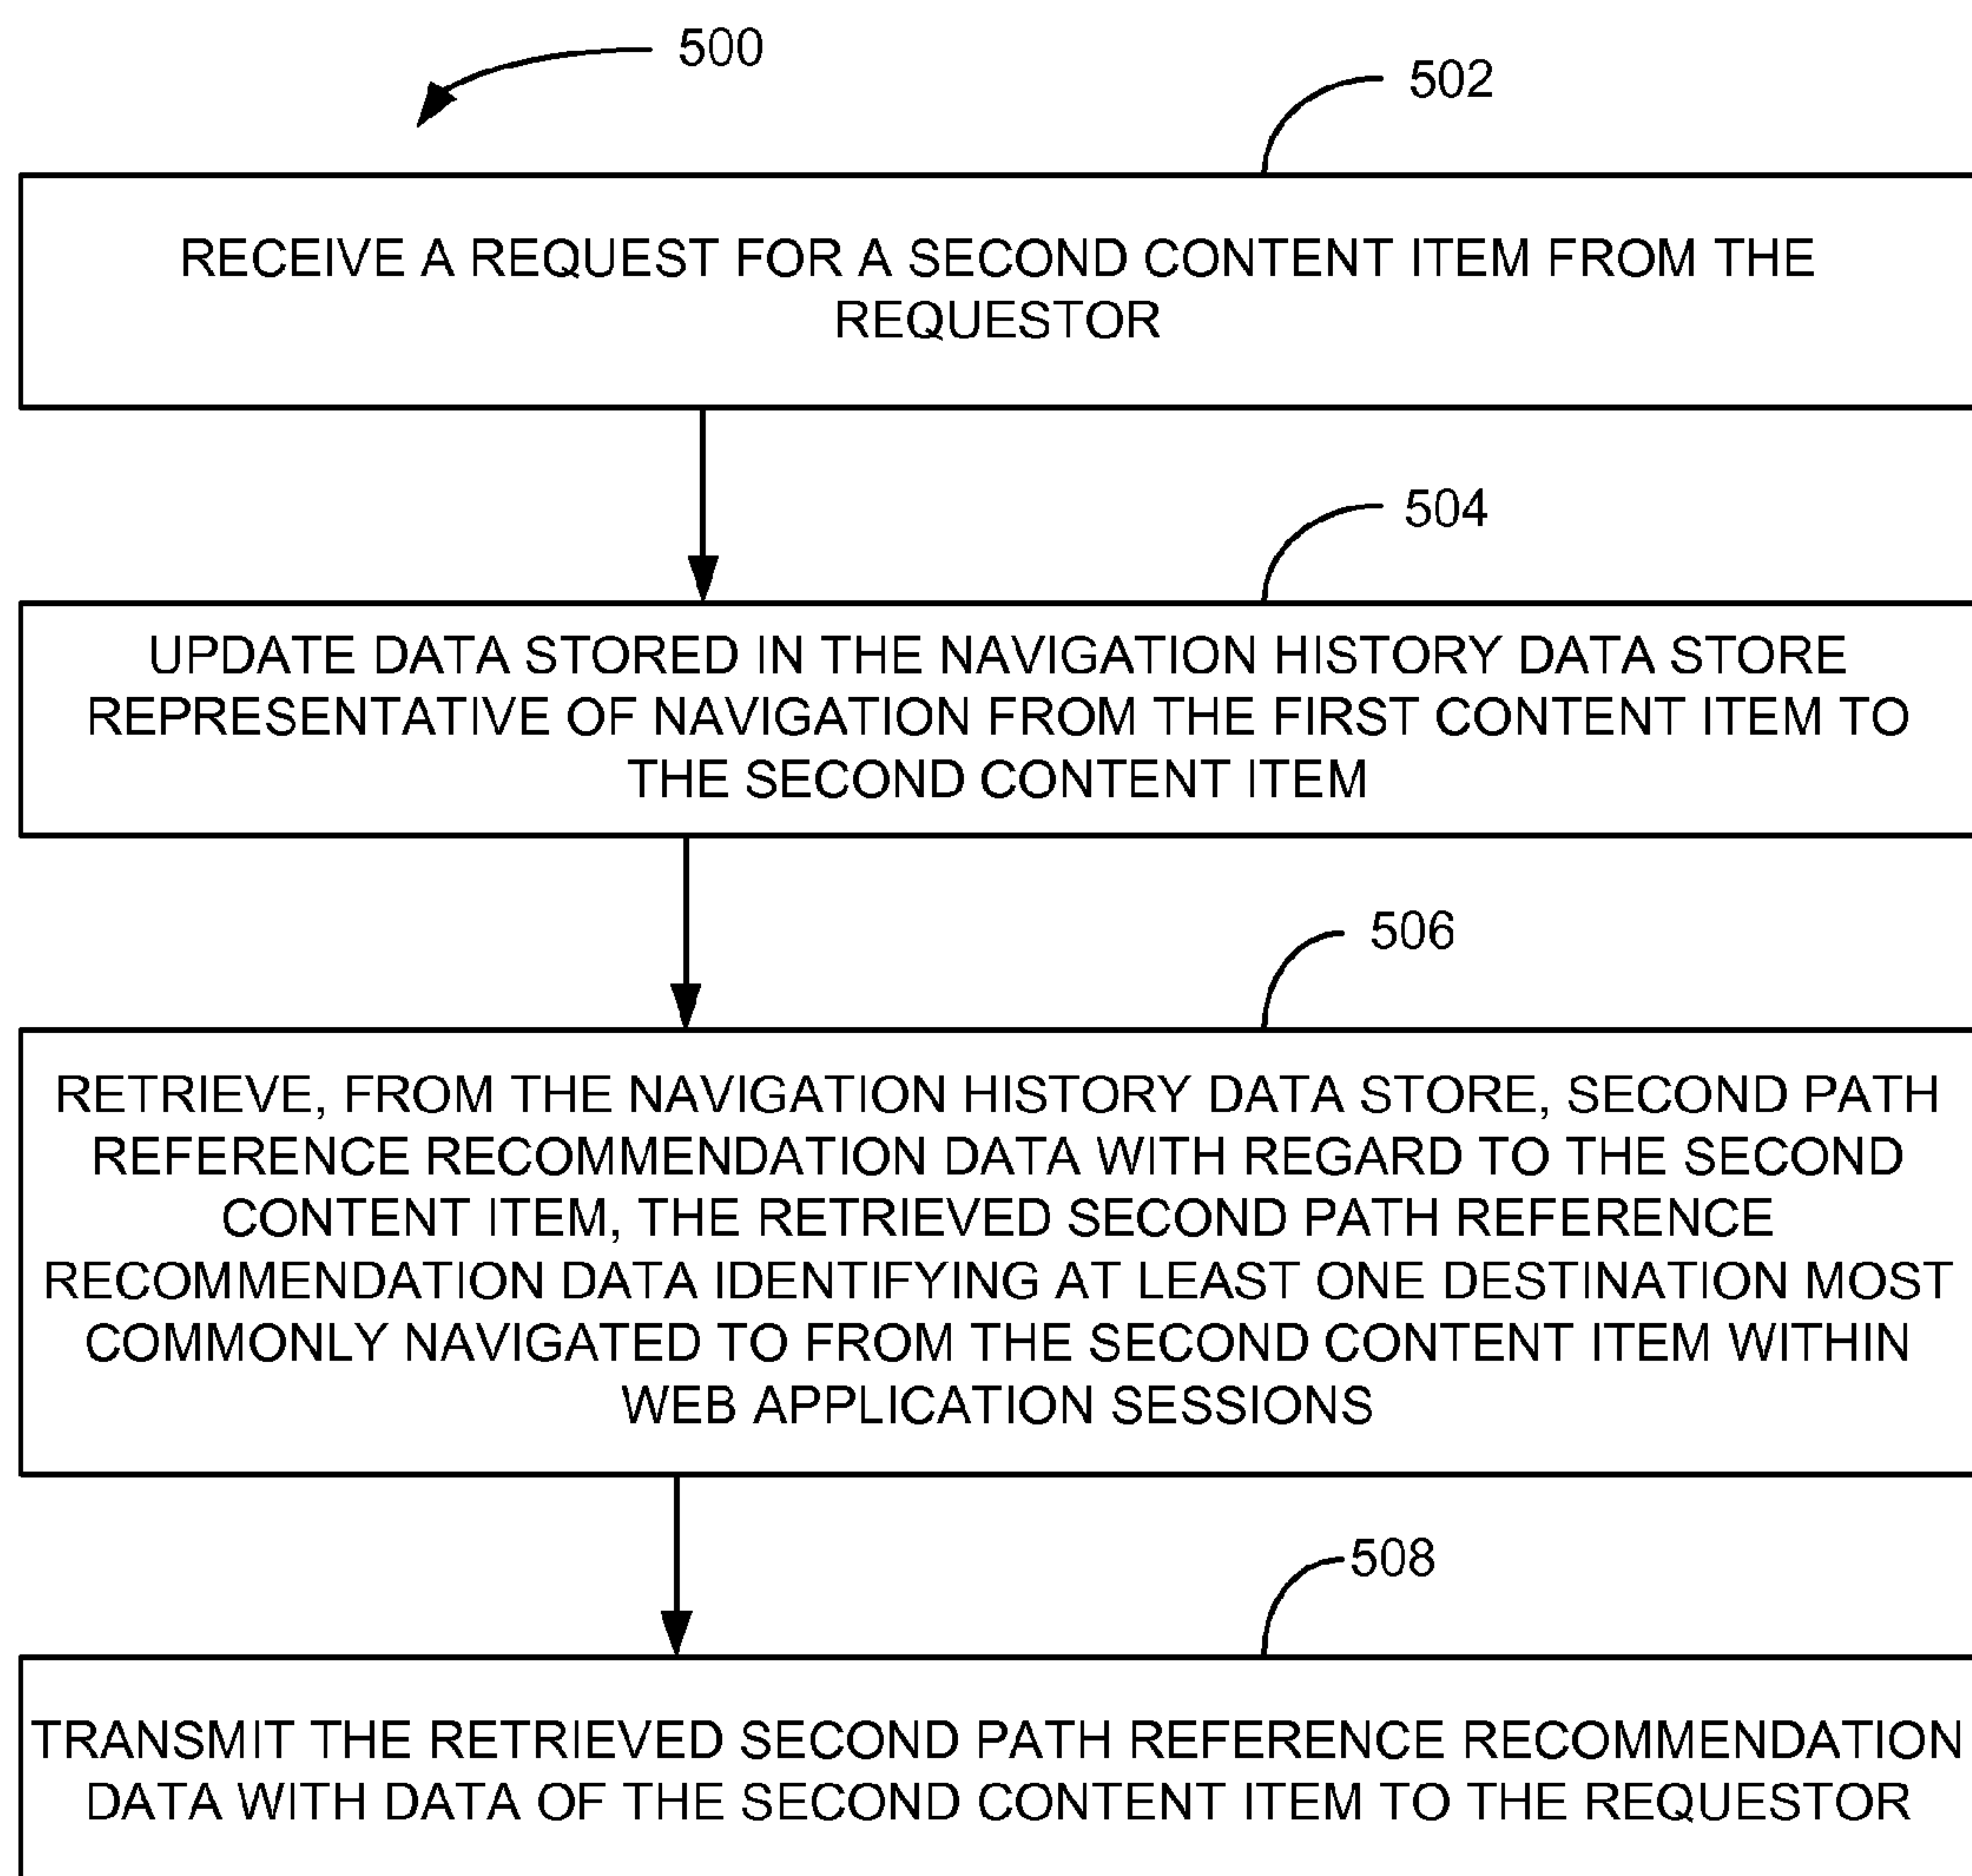 500
502
RECEIVE A REQUEST FOR A SECOND CONTENT ITEM FROM THE
REQUESTOR
504
UPDATE DATA STORED IN THE NAVIGATION HISTORY DATA STORE
REPRESENTATIVE OF NAVIGATION FROM THE FIRST CONTENT ITEM TO
THE SECOND CONTENT ITEM
506
RETRIEVE, FROM THE NAVIGATION HISTORY DATA STORE, SECOND PATH
REFERENCE RECOMMENDATION DATA WITH REGARD TO THE SECOND
CONTENT ITEM, THE RETRIEVED SECOND PATH REFERENCE
RECOMMENDATION DATA IDENTIFYING AT LEAST ONE DESTINATION MOST
COMMONLY NAVIGATED TO FROM THE SECOND CONTENT ITEM WITHIN
WEB APPLICATION SESSIONS
508
TRANSMIT THE RETRIEVED SECOND PATH REFERENCE RECOMMENDATION
DATA WITH DATA OF THE SECOND CONTENT ITEM TO THE REQUESTOR